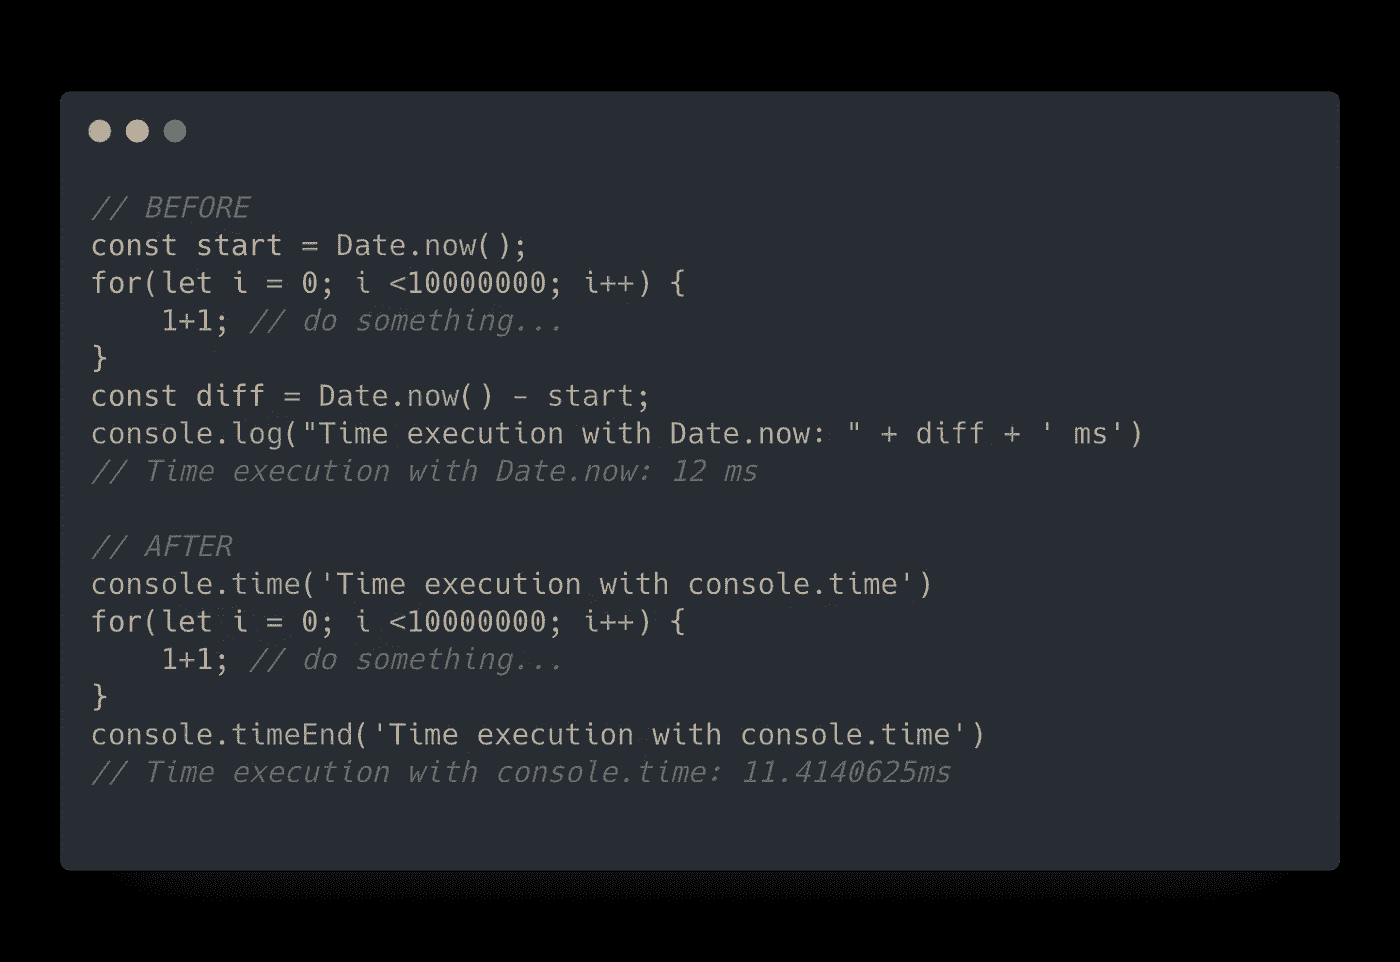 // BEFORE
const start = Date.now();
for(let i = 0; i <10000000; i++) {
    1+1; // do something...
}
const diff = Date.now() - start;
console.log("Time execution with Date.now: " + diff + ' ms')
// Time execution with Date.now: 12 ms

// AFTER
console.time('Time execution with console.time')
for(let i = 0; i <10000000; i++) {
    1+1; // do something...
}
console.timeEnd('Time execution with console.time')
// Time execution with console.time: 11.4140625ms